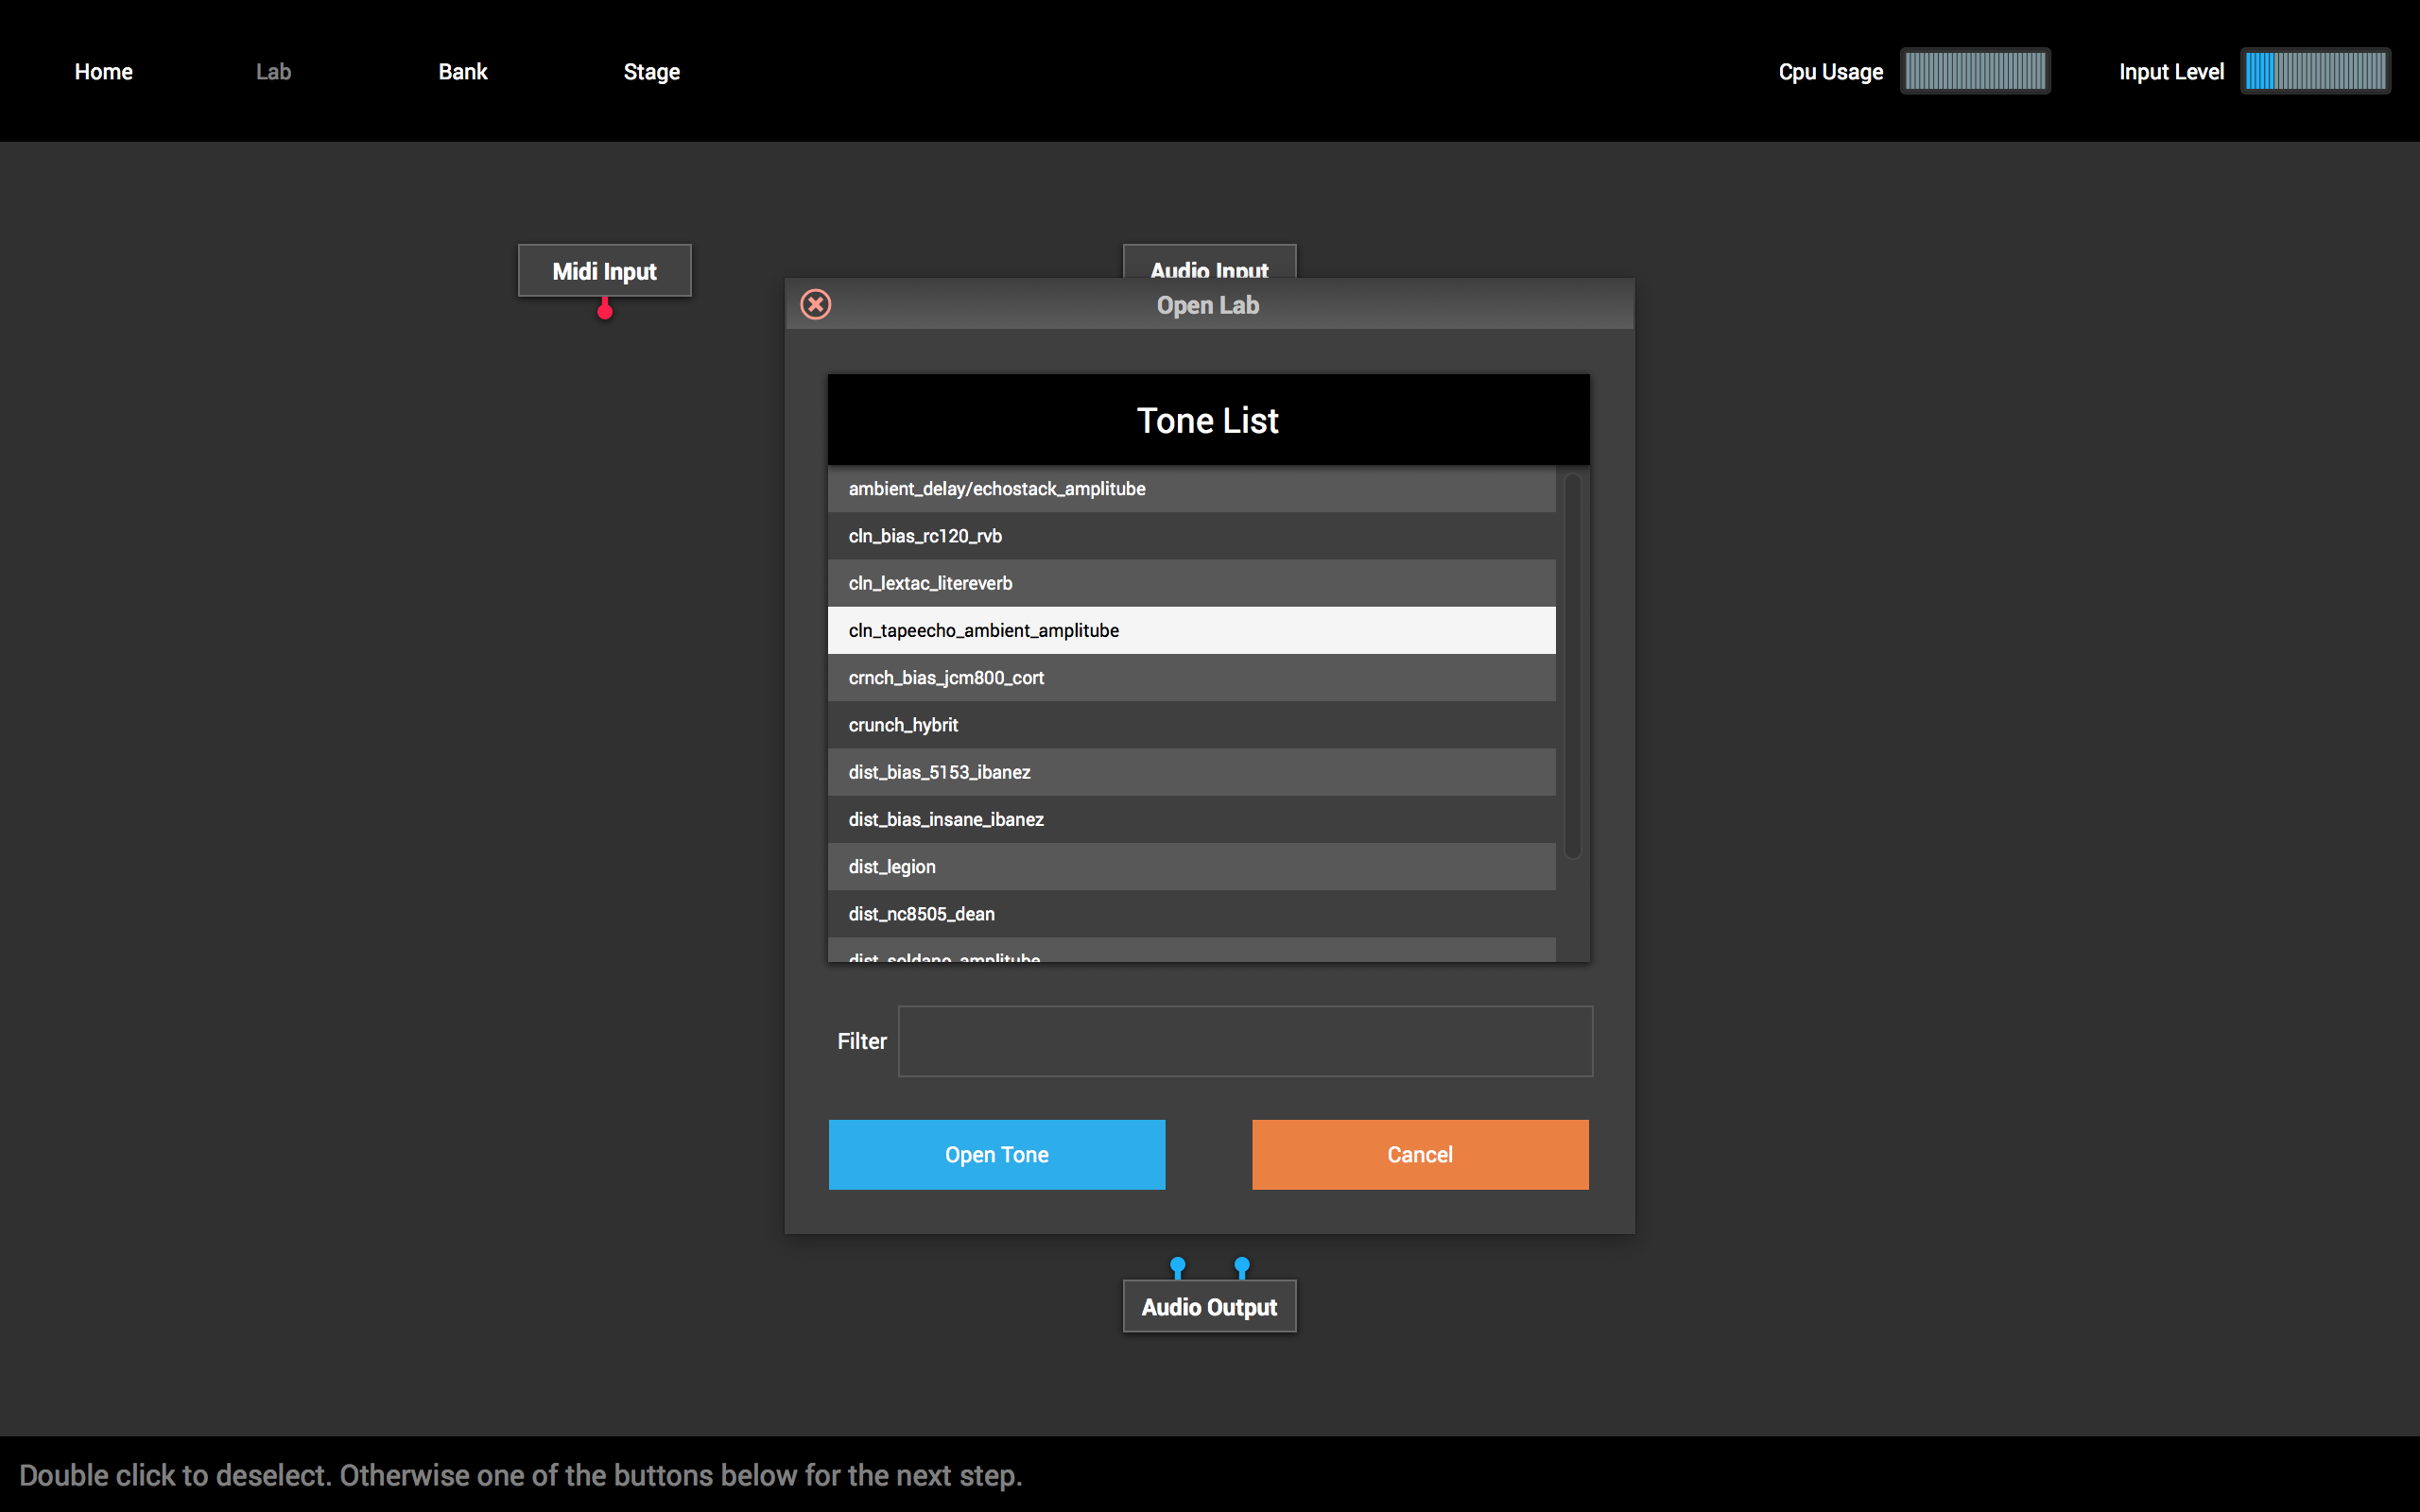 Home Lab Bank Stage Cpu Usage Input Level
Midi Input
Audio Input
Open Lab
Tone List
ambient_delay/echostack_amplitube
cln_bias_rc120_rvb
cln_lextac_litereverb
cln_tapeecho_ambient_amplitube
crnch_bias_jcm800_cort
crunch_hybrit
dist_bias_5153_ibanez
dist_bias_insane_ibanez
dist_legion
dist_nc8505_dean
dist_soldano_amplitube
Filter
Open Tone Cancel
Audio Output
Double click to deselect. Otherwise one of the buttons below for the next step.